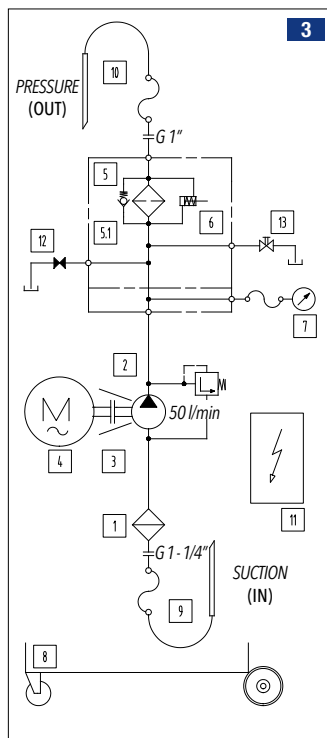 3
10
PRESSURE
(OUT)
G 1"
5
5.1
6
13
12
7
2
50 l/min
M
~
4
3
11
1
G 1 - 1/4"
SUCTION
(IN)
9
8